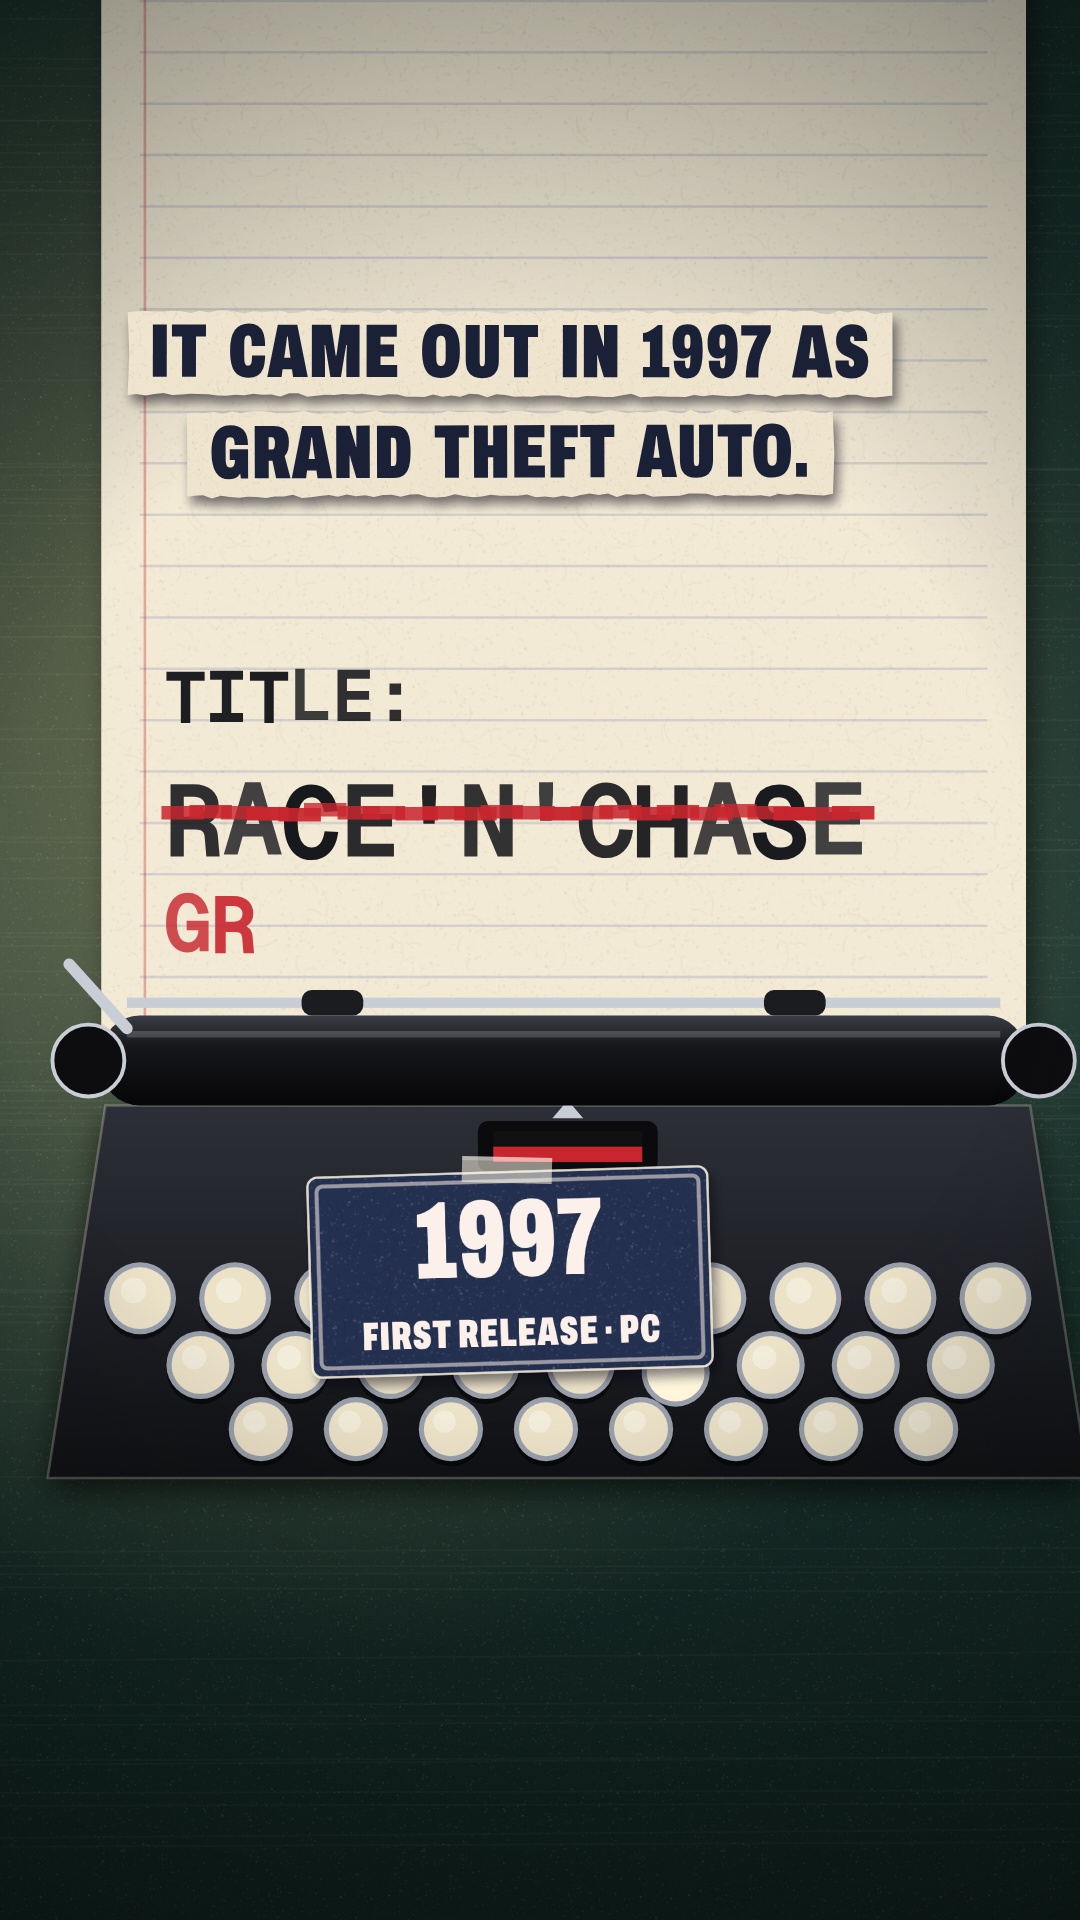 IT CAME OUT IN 1997 AS
GRAND THEFT AUTO.
TITLE:
RACE'N'CHASE
GR
1997
FIRST RELEASE · PC